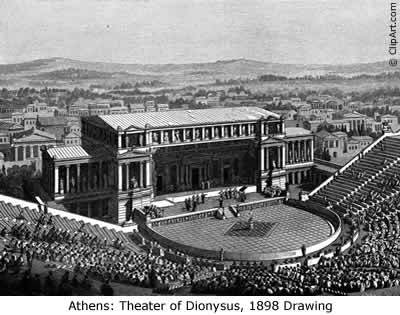 © ClipArt.com
Athens: Theater of Dionysus, 1898 Drawing